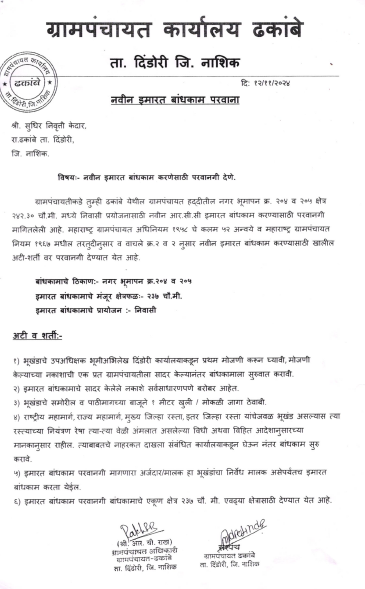 ग्रामपंचायत कार्यालय ढकांबे
ता. दिंडोरी जि. नाशिक
ग्रामपंचायत कार्यालय
ढकांबे
ता. दिंडोरी, जि. नाशिक
दि: १२/११/२०२४
नवीन इमारत बांधकाम परवाना
श्री. सुधिर निवृत्ती केदार,
रा.ढकांबे ता. दिंडोरी,
जि. नाशिक.
विषयः- नवीन इमारत बांधकाम करणेसाठी परवानगी देणे.
ग्रामपंचायतीकडे तुम्ही ढकांबे येथील ग्रामपंचायत हद्दीतील नगर भूमापन क्र. २०४ व २०५ क्षेत्र
२४२.३० चौ.मी. मध्ये निवासी प्रयोजनासाठी नवीन आर.सी.सी इमारत बांधकाम करण्यासाठी परवानगी
मागितलेली आहे. महाराष्ट्र ग्रामपंचायत अधिनियम १९५८ चे कलम ५२ अन्वये व महाराष्ट्र ग्रामपंचायत
नियम १९६७ मधील तरतुदीनुसार व वाचले क्र.२ व २ नुसार नवीन इमारत बांधकाम करण्यासाठी खालील
अटी-शर्ती वर परवानगी देण्यात येत आहे.
बांधकामाचे ठिकाण:- नगर भूमापन क्र.२०४ व २०५
इमारत बांधकामाचे मंजूर क्षेत्रफळ:- २३७ चौ.मी.
इमारत बांधकामाचे प्रायोजन :- निवासी
अटी व शर्ती:-
१) भूखंडाचे उपअधिक्षक भूमीअभिलेख दिंडोरी कार्यालयाकडून प्रथम मोजणी करून घ्यावी,मोजणी
केल्याच्या नकाशाची एक प्रत ग्रामपंचायतीला सादर केल्यानंतर बांधकामाला सुरुवात करावी.
२) इमारत बांधकामाचे सादर केलेले नकाशे सर्वसाधारणपणे बरोबर आहेत.
३) भूखंडाचे समोरील व पाठीमागच्या बाजूने १ मीटर खुली / मोकळी जागा ठेवावी.
४) राष्ट्रीय महामार्ग, राज्य महामार्ग, मुख्य जिल्हा रस्ता, इतर जिल्हा रस्ता यांचेजवळ भूखंड असल्यास त्या
रस्त्याच्या नियंत्रण रेषा त्या-त्या वेळी अंमलात असलेल्या विधी अथवा विहित आदेशानुसारच्या
मानकानुसार राहील. त्याबाबतचे नाहरकत दाखला संबंधित कार्यालयाकडून घेऊन नंतर बांधकाम सुरु
करावे.
५) इमारत बांधकाम परवानगी मागणारा अर्जदार/मालक हा भूखंडाचा निर्वेध मालक असेपर्यंतच इमारत
बांधकाम करता येईल.
६) इमारत बांधकाम परवानगी बांधकामाचे एकूण क्षेत्र २३७ चौ. मी. एवढ्या क्षेत्रासाठी देण्यात येत आहे.
ग्रामपंचायत अधिकारी
ग्रामपंचायत-ढकांबे
ता. दिंडोरी, जि. नाशिक
सरपंच
ग्रामपंचायत ढकांबे
ता. दिंडोरी, जि. नाशिक